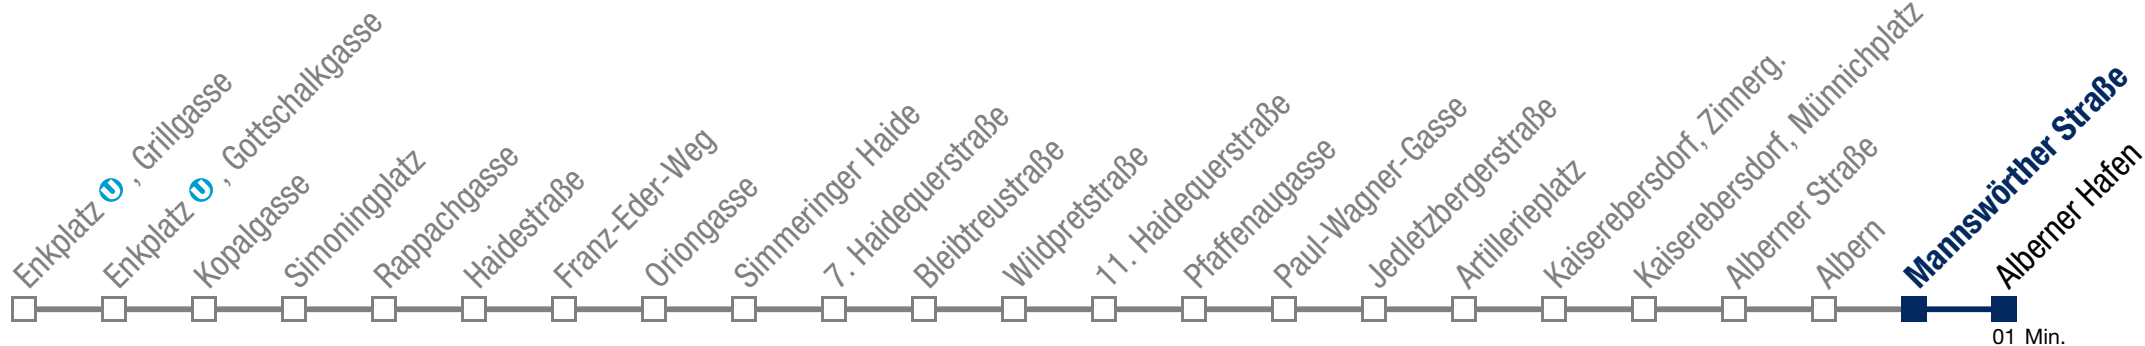 Enkplatz U , Grillgasse
Enkplatz U , Gottschalkgasse
Kopalgasse
Simoningplatz
Rappachgasse
Haidestraße
Franz-Eder-Weg
Oriongasse
Simmeringer Haide
7. Haidequerstraße
Bleibtreustraße
Wildpretstraße
11. Haidequerstraße
Pfaffenaugasse
Paul-Wagner-Gasse
Jedletzbergerstraße
Artillerieplatz
Kaiserebersdorf, Zinnerg.
Kaiserebersdorf, Münnichplatz
Alberner Straße
Albern
Mannswörther Straße
Alberner Hafen
01 Min.